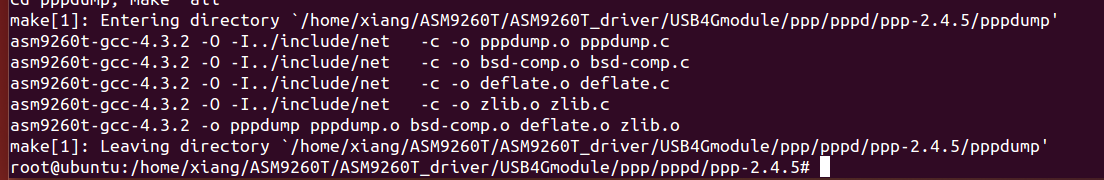 cd pppdump; make  all
make[1]: Entering directory `/home/xiang/ASM9260T/ASM9260T_driver/USB4Gmodule/ppp/pppd/ppp-2.4.5/pppdump'
asm9260t-gcc-4.3.2 -O -I../include/net   -c -o pppdump.o pppdump.c
asm9260t-gcc-4.3.2 -O -I../include/net   -c -o bsd-comp.o bsd-comp.c
asm9260t-gcc-4.3.2 -O -I../include/net   -c -o deflate.o deflate.c
asm9260t-gcc-4.3.2 -O -I../include/net   -c -o zlib.o zlib.c
asm9260t-gcc-4.3.2 -o pppdump pppdump.o bsd-comp.o deflate.o zlib.o
make[1]: Leaving directory `/home/xiang/ASM9260T/ASM9260T_driver/USB4Gmodule/ppp/pppd/ppp-2.4.5/pppdump'
root@ubuntu:/home/xiang/ASM9260T/ASM9260T_driver/USB4Gmodule/ppp/pppd/ppp-2.4.5#